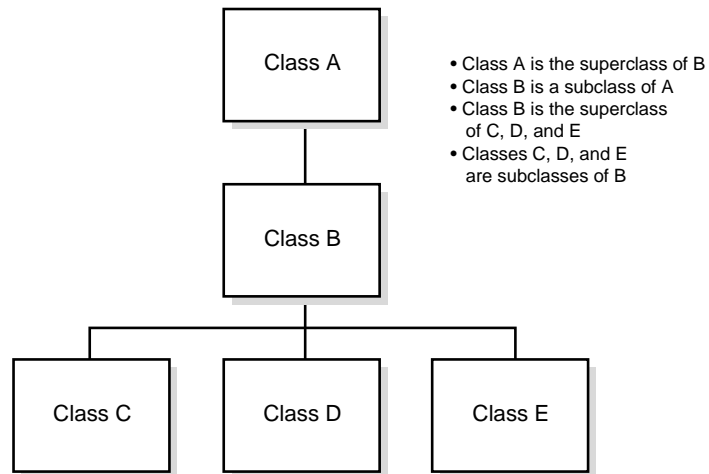 Class A
• Class A is the superclass of B
• Class B is a subclass of A
• Class B is the superclass
of C, D, and E
• Classes C, D, and E
are subclasses of B
Class B
Class C
Class D
Class E